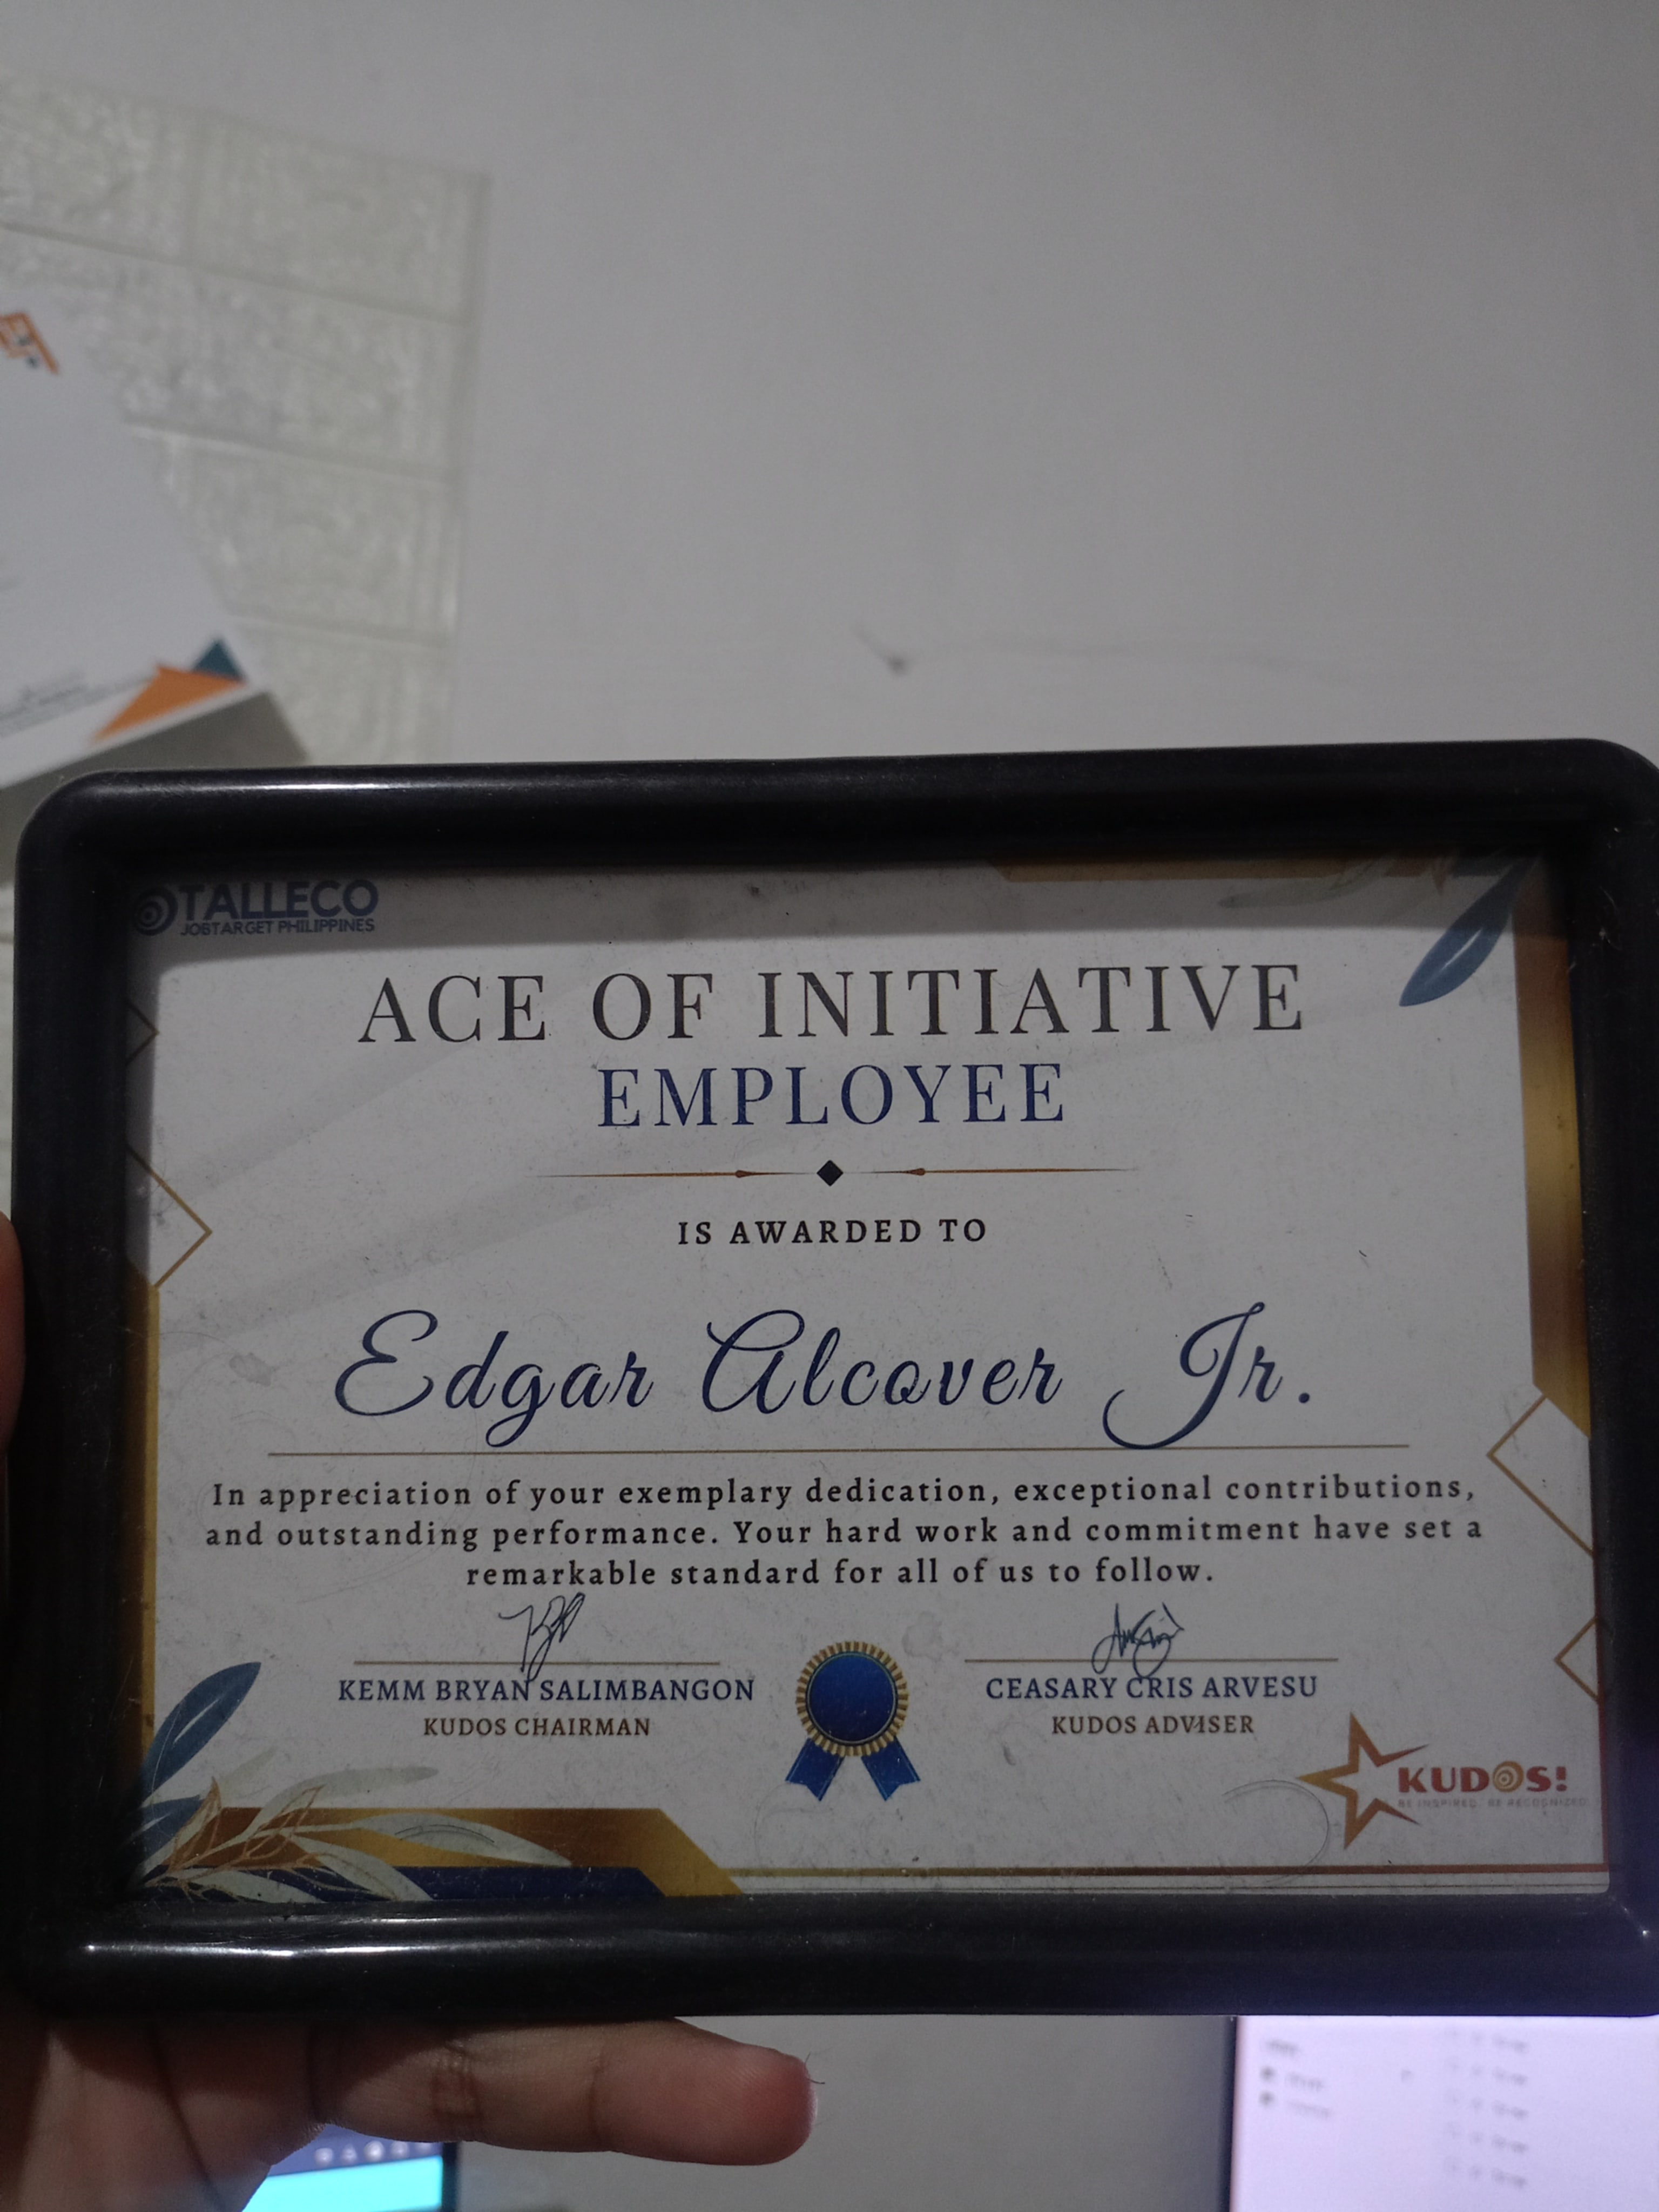 TALLECO
JOBTARGET PHILIPPINES
ACE OF INITIATIVE
EMPLOYEE
IS AWARDED TO
Edgar Alcover Jr.
In appreciation of your exemplary dedication, exceptional contributions,
and outstanding performance. Your hard work and commitment have set a
remarkable standard for all of us to follow.
KEMM BRYAN SALIMBANGON
KUDOS CHAIRMAN
CEASARY CRIS ARVESU
KUDOS ADVISER
KUDOS!
BE INSPIRED. BE RECOGNIZED